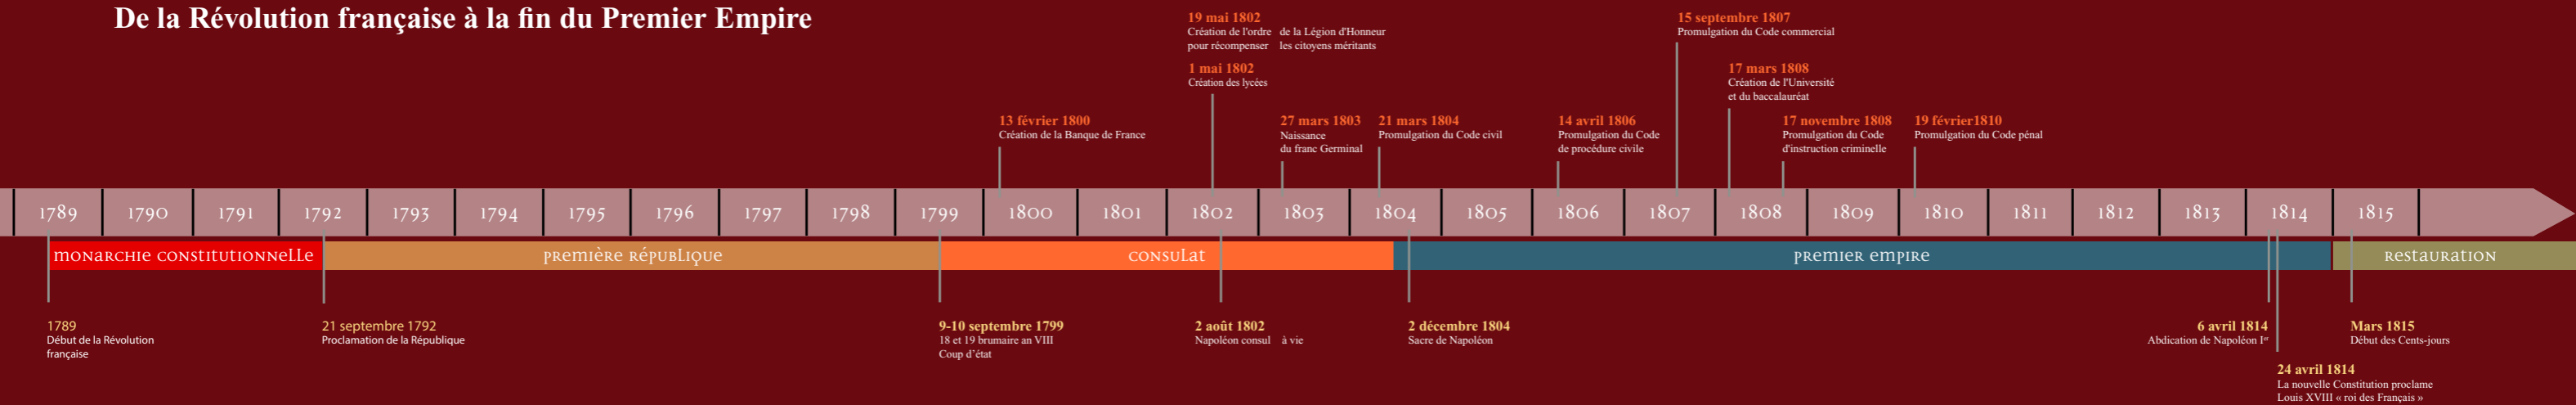 De la Révolution française à la fin du Premier Empire
19 mai 1802
Création de l'ordre de la Légion d'Honneur
pour récompenser les citoyens méritants
1 mai 1802
Création des lycées
15 septembre 1807
Promulgation du Code commercial
17 mars 1808
Création de l'Université
et du baccalauréat
13 février 1800
Création de la Banque de France
27 mars 1803
Naissance
du franc Germinal
21 mars 1804
Promulgation du Code civil
14 avril 1806
Promulgation du Code
de procédure civile
17 novembre 1808
Promulgation du Code
d'instruction criminelle
19 février1810
Promulgation du Code pénal
1789 1790 1791 1792 1793 1794 1795 1796 1797 1798 1799 1800 1801 1802 1803 1804 1805 1806 1807 1808 1809 1810 1811 1812 1813 1814 1815
monarchie constitutionnelle première république consulat premier empire restauration
1789
Début de la Révolution
française
21 septembre 1792
Proclamation de la République
9-10 septembre 1799
18 et 19 brumaire an VIII
Coup d’état
2 août 1802
Napoléon consul à vie
2 décembre 1804
Sacre de Napoléon
6 avril 1814
Abdication de Napoléon Ier
24 avril 1814
La nouvelle Constitution proclame
Louis XVIII « roi des Français »
Mars 1815
Début des Cents-jours